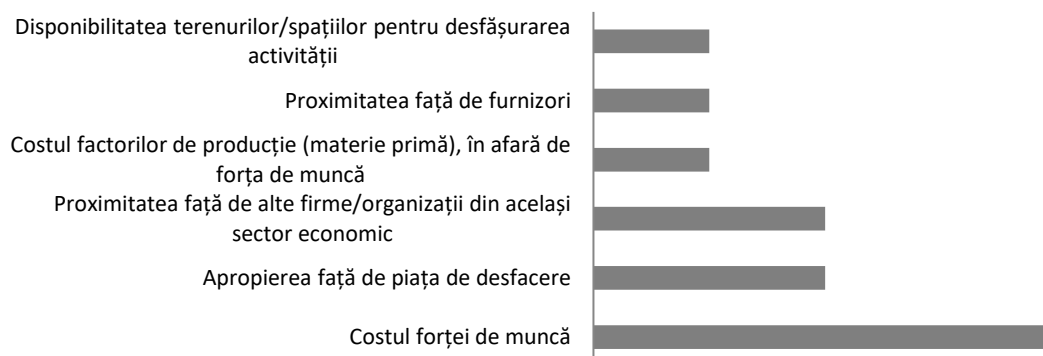 Disponibilitatea terenurilor/spațiilor pentru desfășurarea
activității
Proximitatea față de furnizori
Costul factorilor de producție (materie primă), în afară de
forța de muncă
Proximitatea față de alte firme/organizații din același
sector economic
Apropierea față de piața de desfacere
Costul forței de muncă